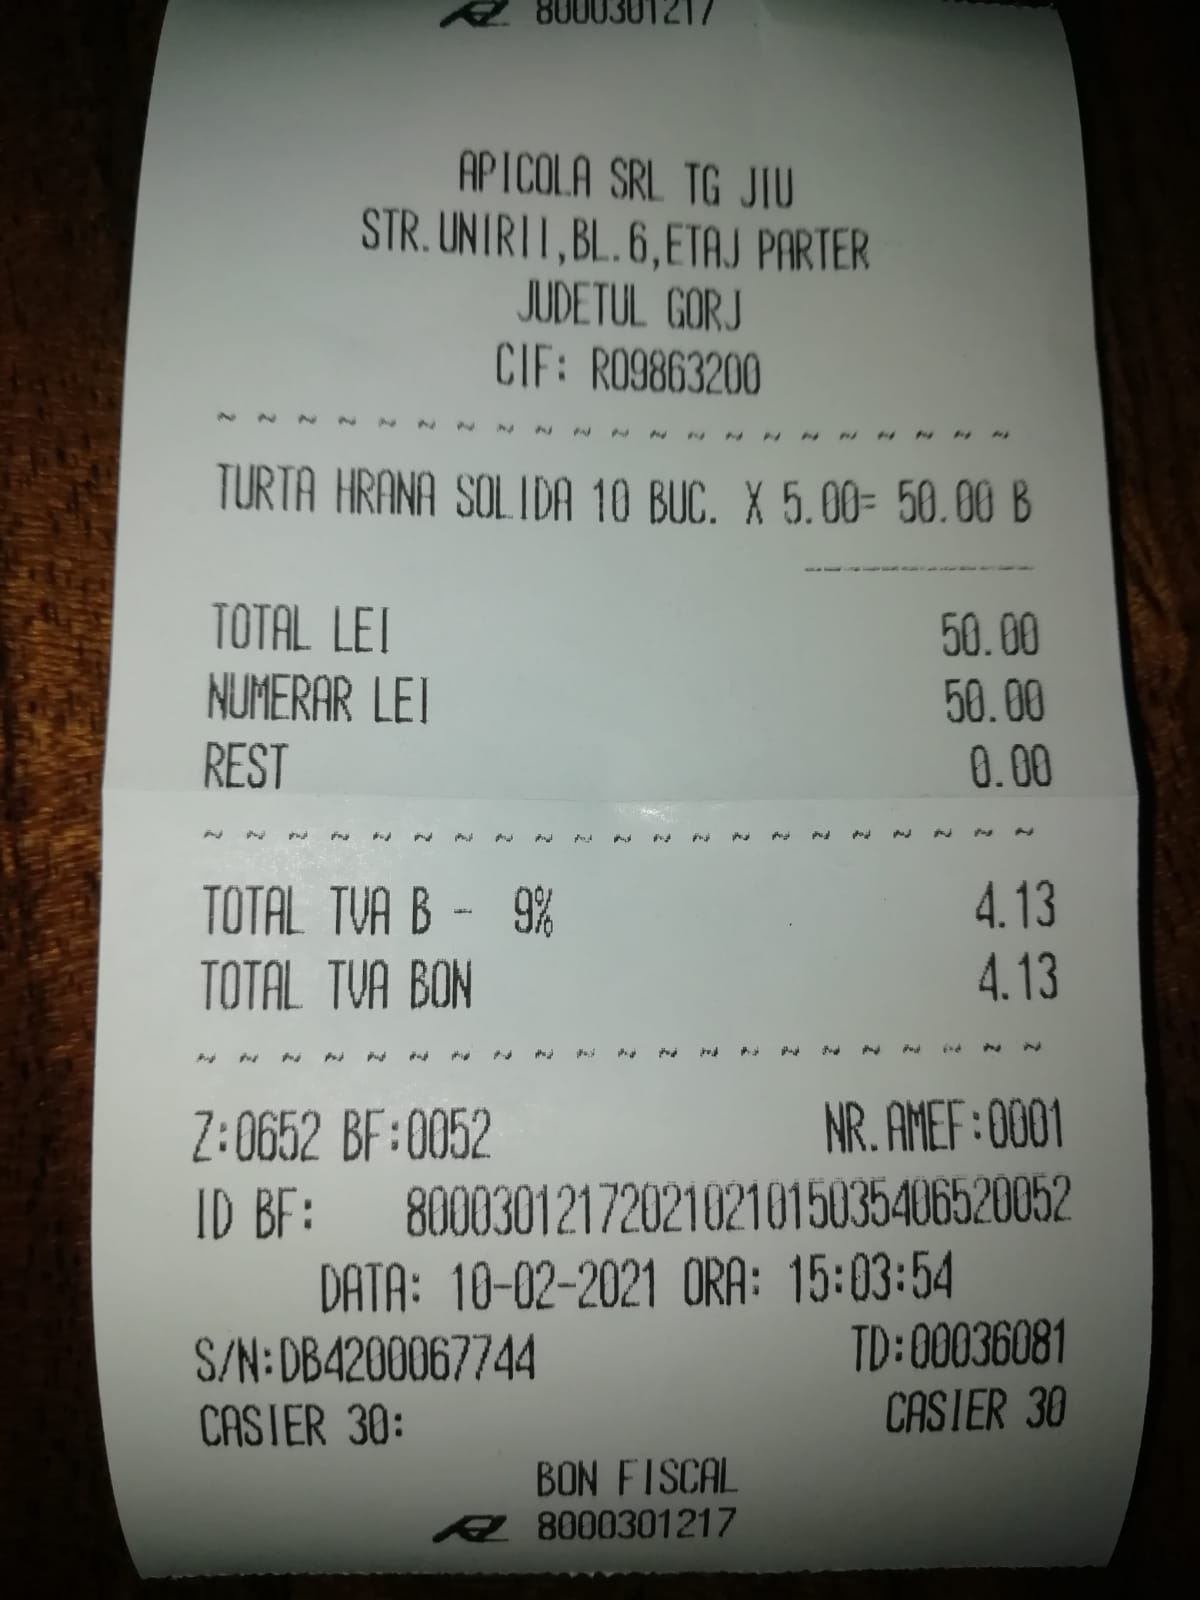 8000301217
APICOLA SRL TG JIU
STR.UNIRII,BL.6,ETAJ PARTER
JUDETUL GORJ
CIF: RO9863200
~ ~ ~ ~ ~ ~ ~ ~ ~ ~ ~ ~ ~ ~ ~ ~ ~ ~ ~ ~ ~
TURTA HRANA SOLIDA 10 BUC. X 5.00= 50.00 B
TOTAL LEI 50.00
NUMERAR LEI 50.00
REST 0.00
~ ~ ~ ~ ~ ~ ~ ~ ~ ~ ~ ~ ~ ~ ~ ~ ~ ~ ~ ~ ~
TOTAL TVA B - 9% 4.13
TOTAL TVA BON 4.13
~ ~ ~ ~ ~ ~ ~ ~ ~ ~ ~ ~ ~ ~ ~ ~ ~ ~ ~ ~ ~
Z:0652 BF:0052 NR.AMEF:0001
ID BF: 80003012172021021015035406520052
DATA: 10-02-2021 ORA: 15:03:54
S/N:DB4200067744 TD:00036081
CASIER 30: CASIER 30
BON FISCAL
8000301217